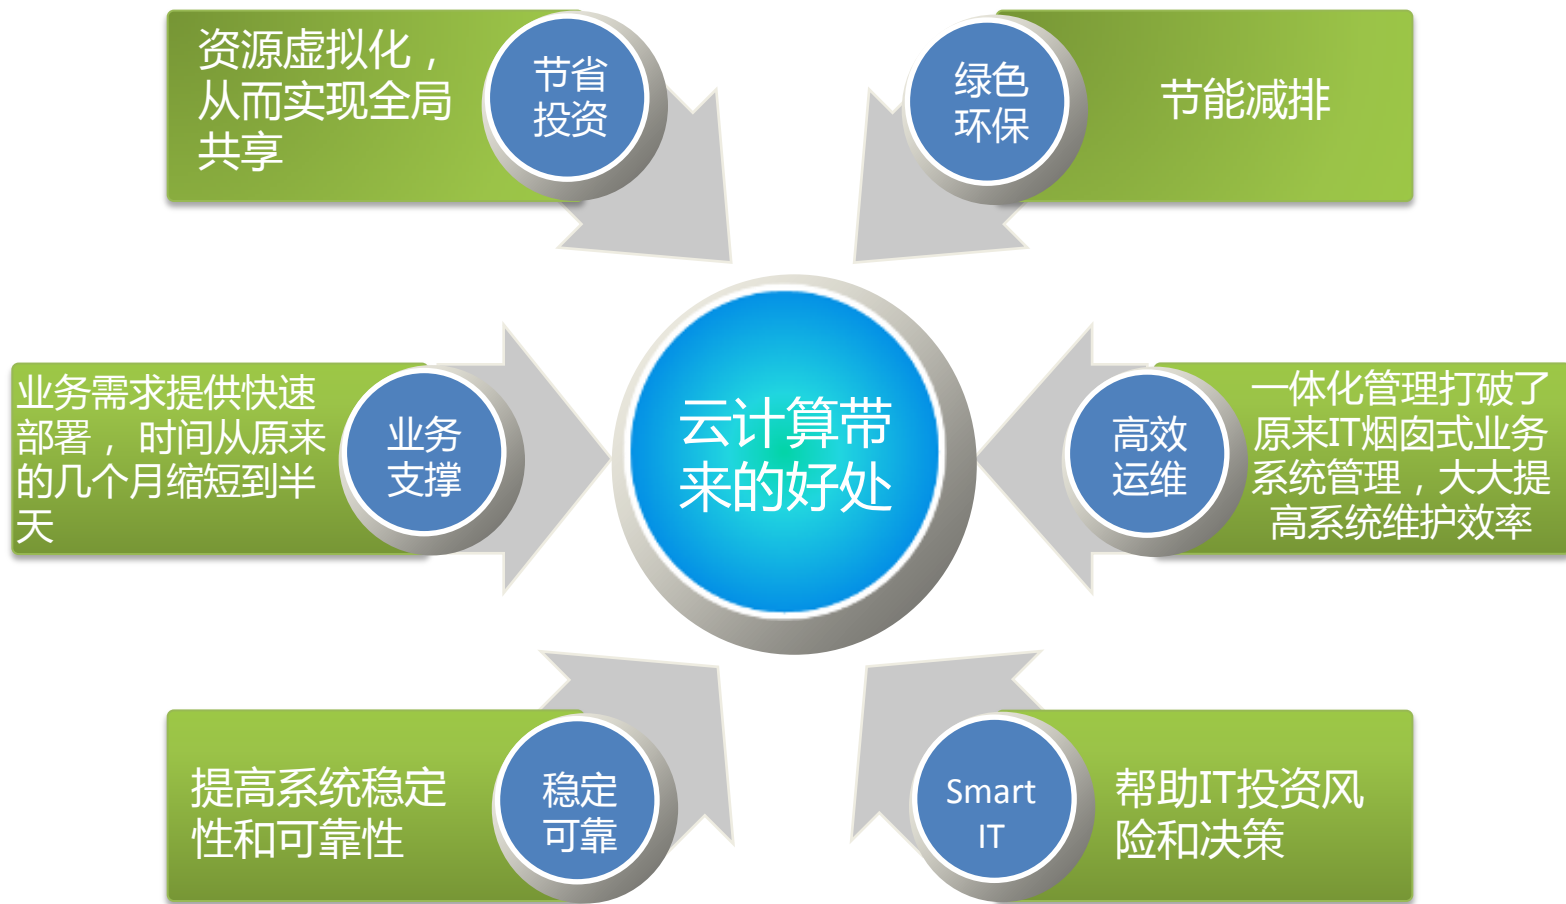 资源虚拟化，
从而实现全局
共享
节省
投资
绿色
环保
节能减排
业务需求提供快速
部署， 时间从原来
的几个月缩短到半
天
业务
支撑
云计算带
来的好处
高效
运维
一体化管理打破了
原来IT烟囱式业务
系统管理，大大提
高系统维护效率
提高系统稳定
性和可靠性
稳定
可靠
Smart
IT
帮助IT投资风
险和决策